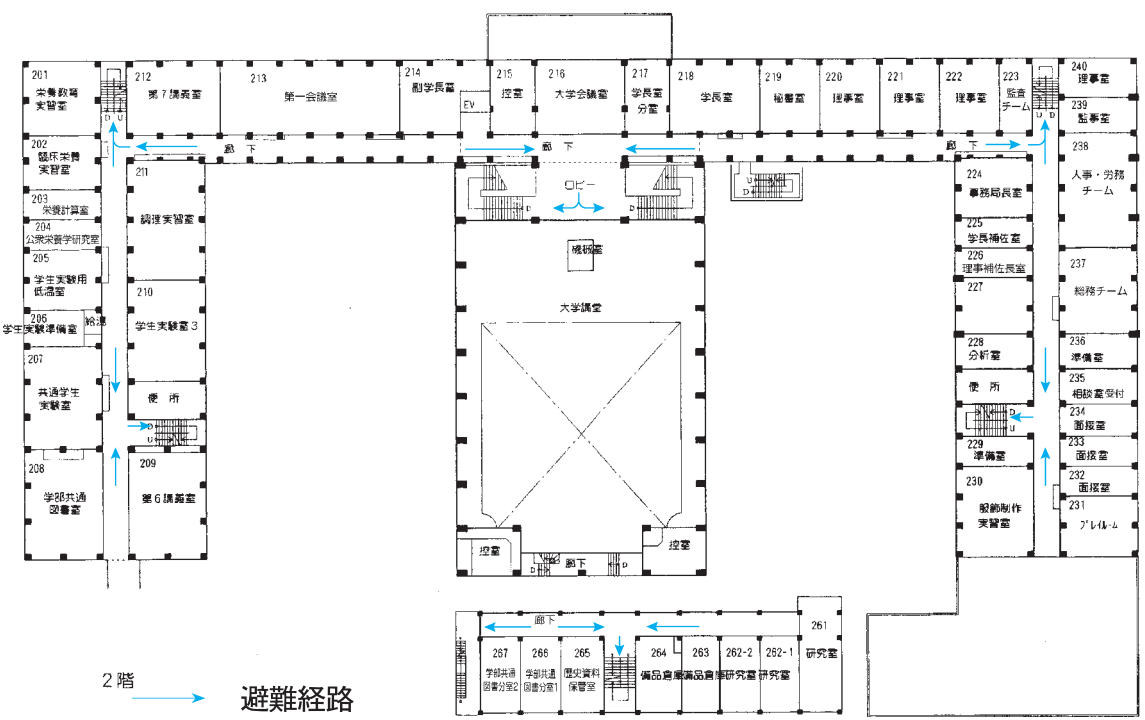 201
栄養教育
実習室
D U
212
第7講義室
213
第一会議室
214
副学長室
EV
215
控室
216
大学会議室
217
学長室
分室
218
学長室
219
秘書室
220
理事室
221
理事室
222
理事室
223
監査
チーム
U D
240
理事室
239
監事室
202
臨床栄養
実習室
廊 下
廊 下
廊 下
238
人事・労務
チーム
203
栄養計算室
204
公衆栄養学研究室
205
学生実験用
低温室
206
学生実験準備室
給湯
207
共通学生
実験室
208
学部共通
図書室
211
調理実習室
210
学生実験室3
便 所
D
U
209
第6講義室
ロビー
D
D
機械室
大学講堂
控室
D
廊下
D
控室
U
D
224
事務局長室
225
学長補佐室
226
理事補佐長室
227
228
分析室
便 所
D
U
229
準備室
230
服飾制作
実習室
237
総務チーム
236
準備室
235
相談室受付
234
面接室
233
面接室
232
面接室
231
プレイルーム
廊下
261
研究室
267
学部共通
図書分室2
266
学部共通
図書分室1
265
歴史資料
保管室
264
備品倉庫
263
備品倉庫
262-2
研究室
262-1
研究室
2階
避難経路